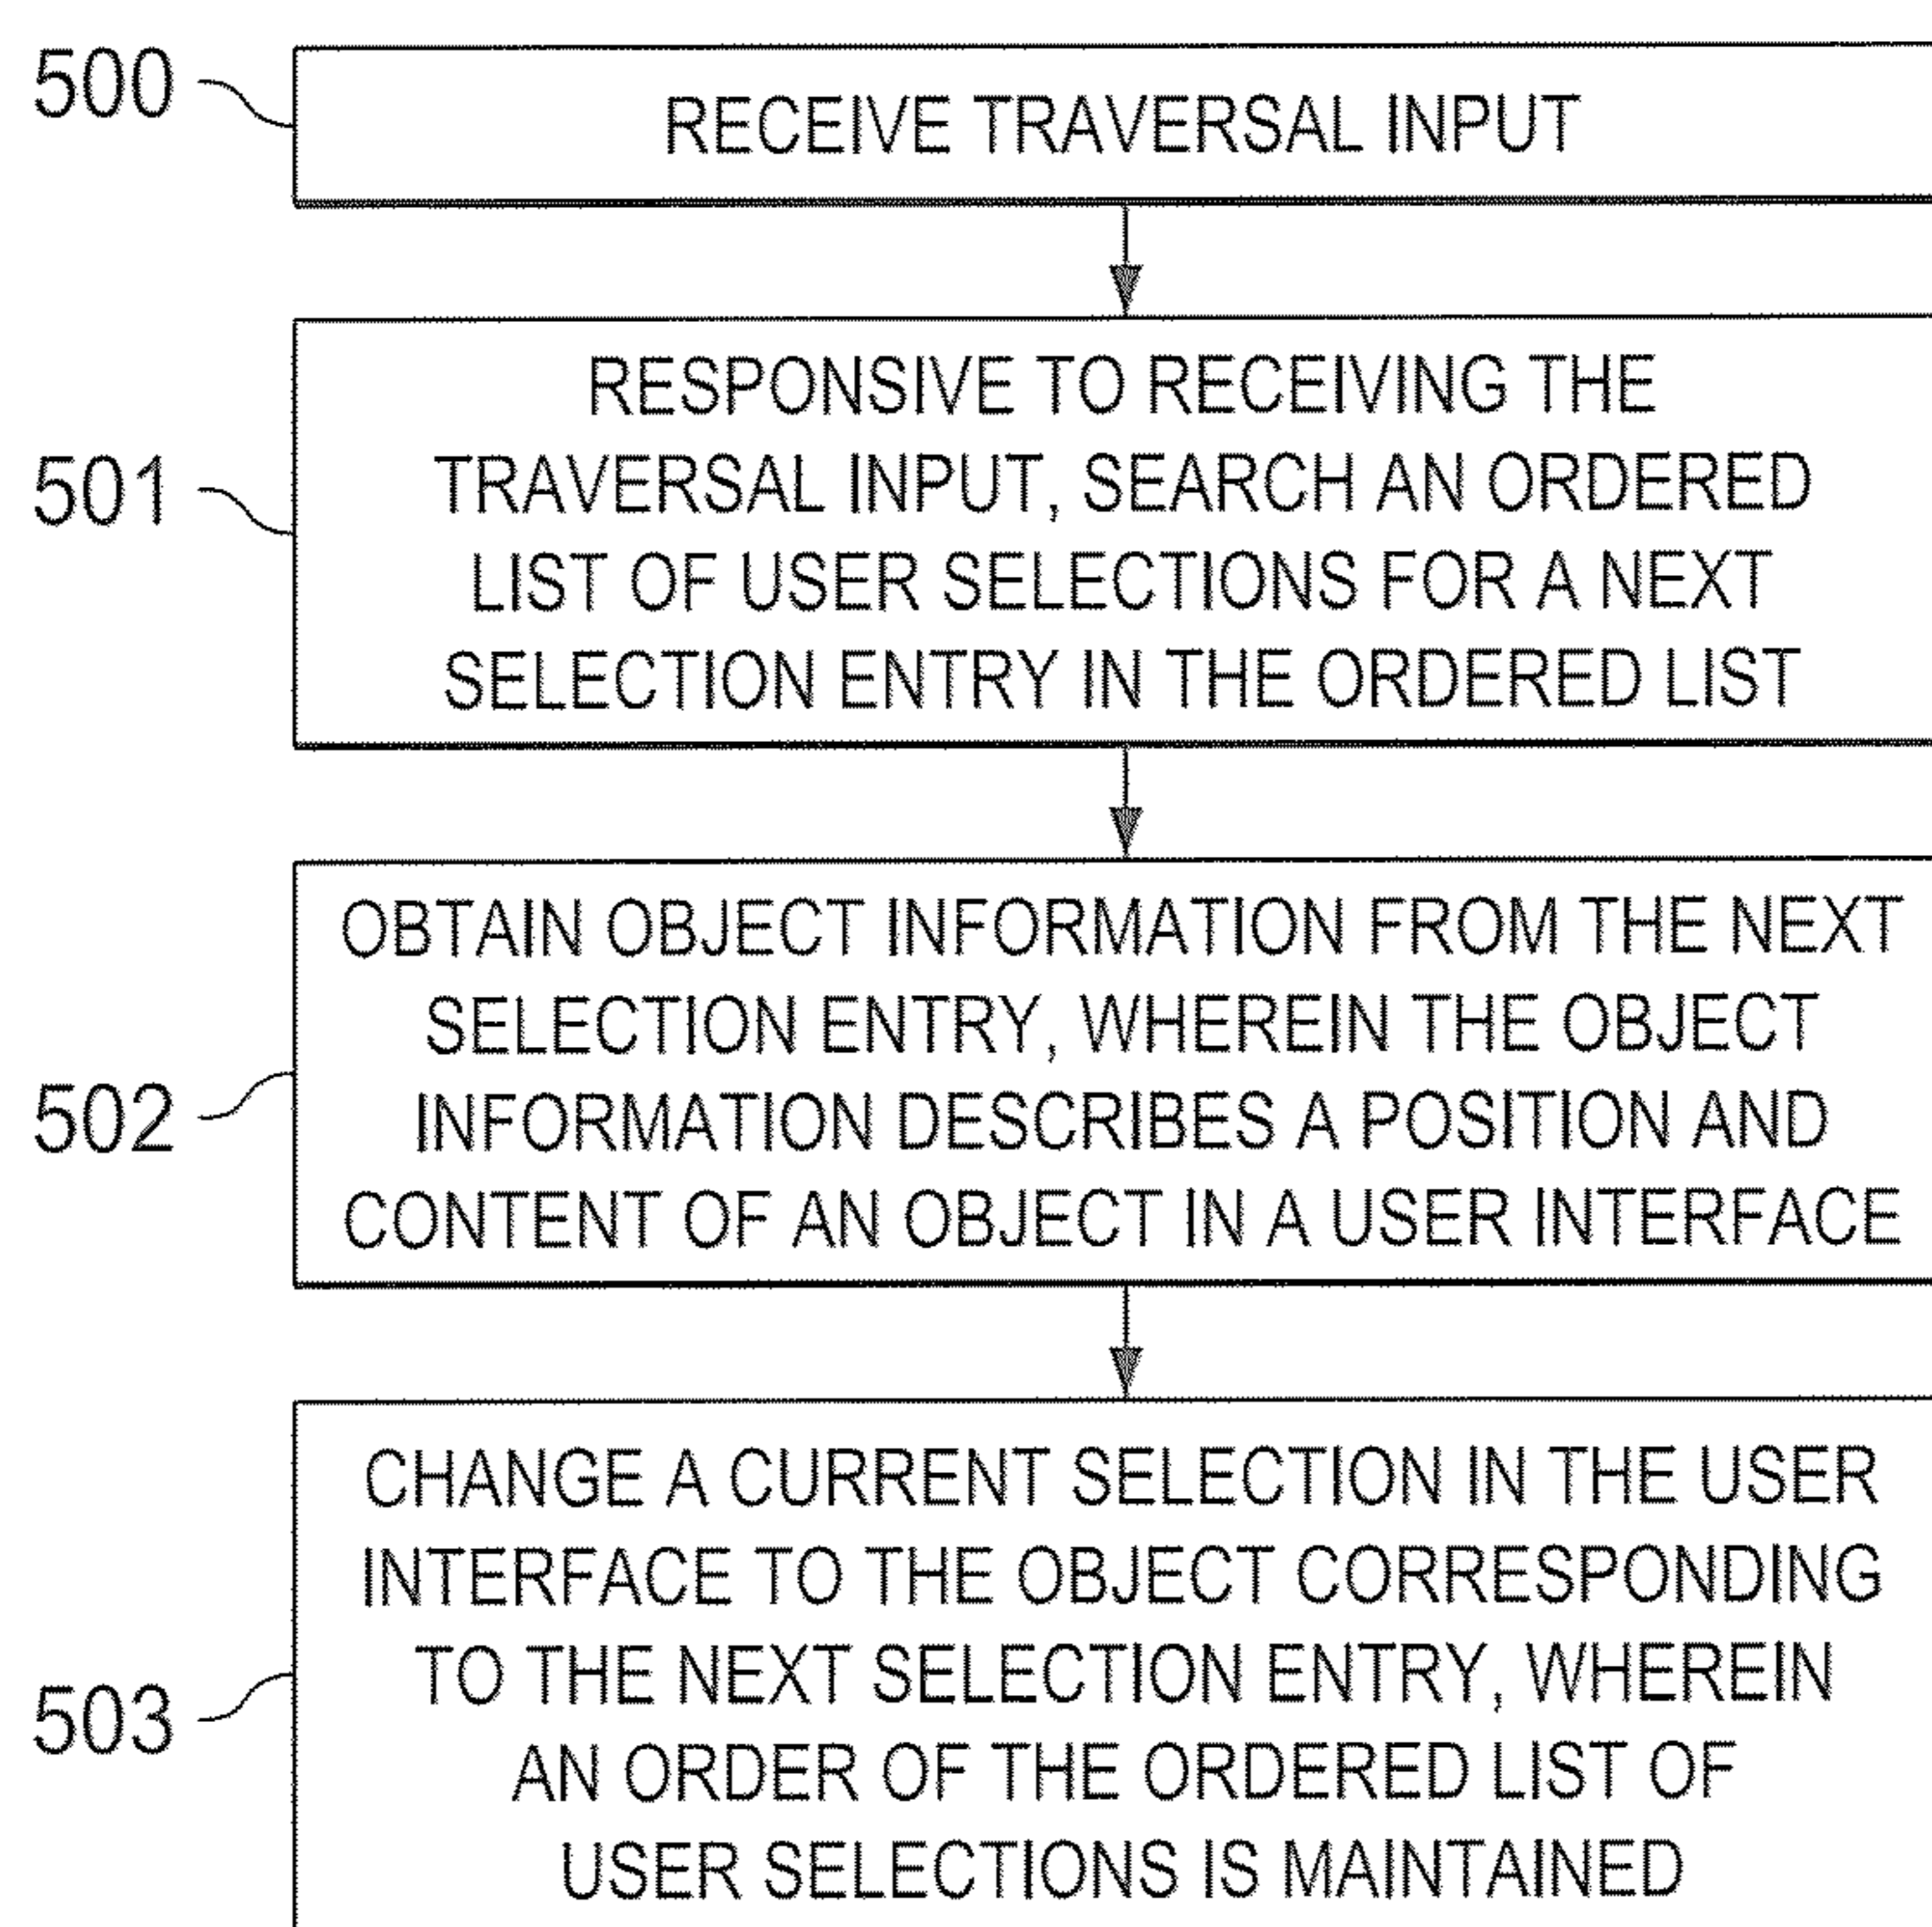 500
RECEIVE TRAVERSAL INPUT
501
RESPONSIVE TO RECEIVING THE
TRAVERSAL INPUT, SEARCH AN ORDERED
LIST OF USER SELECTIONS FOR A NEXT
SELECTION ENTRY IN THE ORDERED LIST
502
OBTAIN OBJECT INFORMATION FROM THE NEXT
SELECTION ENTRY, WHEREIN THE OBJECT
INFORMATION DESCRIBES A POSITION AND
CONTENT OF AN OBJECT IN A USER INTERFACE
503
CHANGE A CURRENT SELECTION IN THE USER
INTERFACE TO THE OBJECT CORRESPONDING
TO THE NEXT SELECTION ENTRY, WHEREIN
AN ORDER OF THE ORDERED LIST OF
USER SELECTIONS IS MAINTAINED